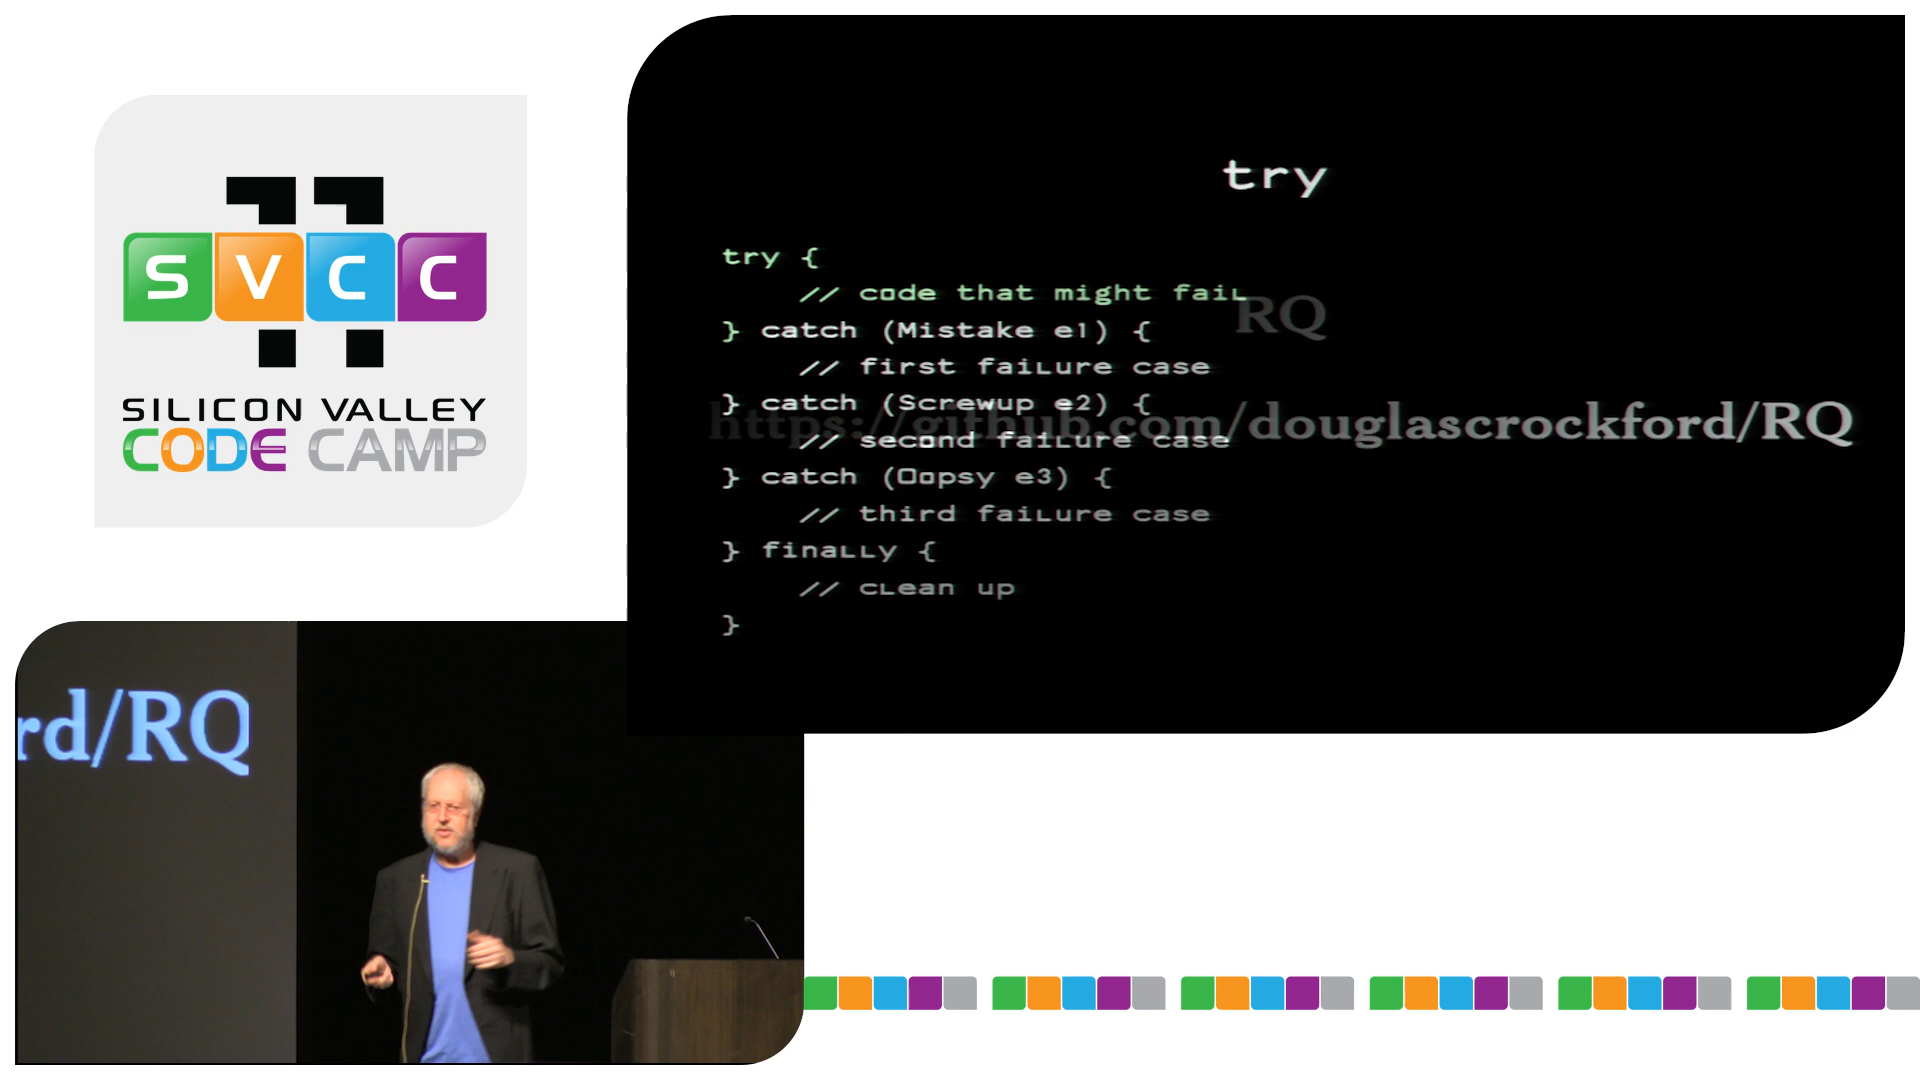 SVCC
SILICON VALLEY
CODE CAMP
try
try {
// code that might fail
RQ
} catch (Mistake e1) {
// first failure case
} catch (Screwup e2) {
https://github.com/douglascrockford/RQ
// second failure case
} catch (Oopsy e3) {
// third failure case
} finally {
// clean up
}
rd/RQ